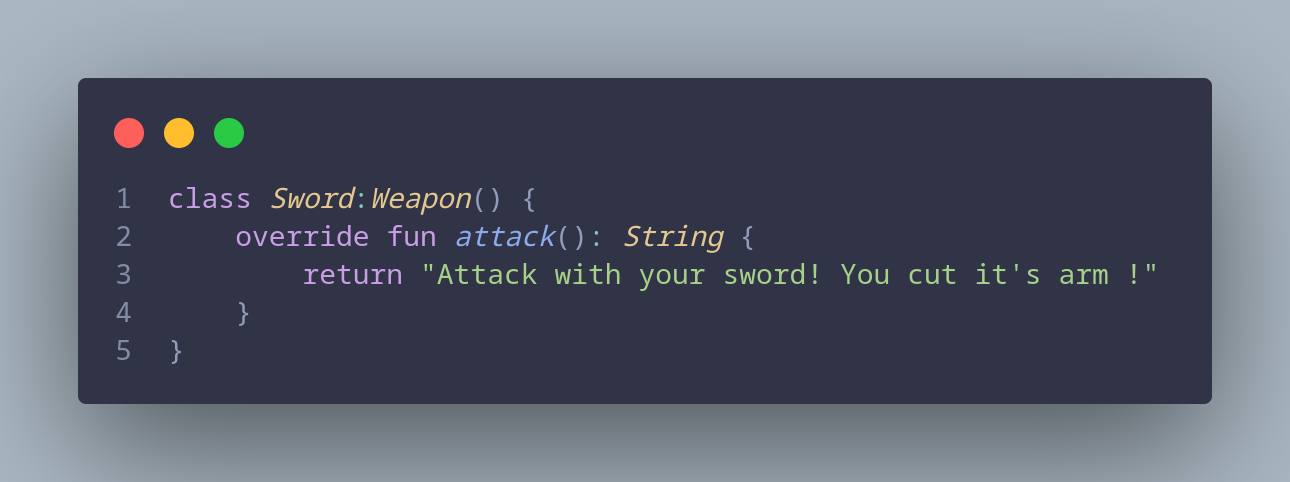 1 class Sword:Weapon() {
2     override fun attack(): String {
3         return "Attack with your sword! You cut it's arm !"
4     }
5 }